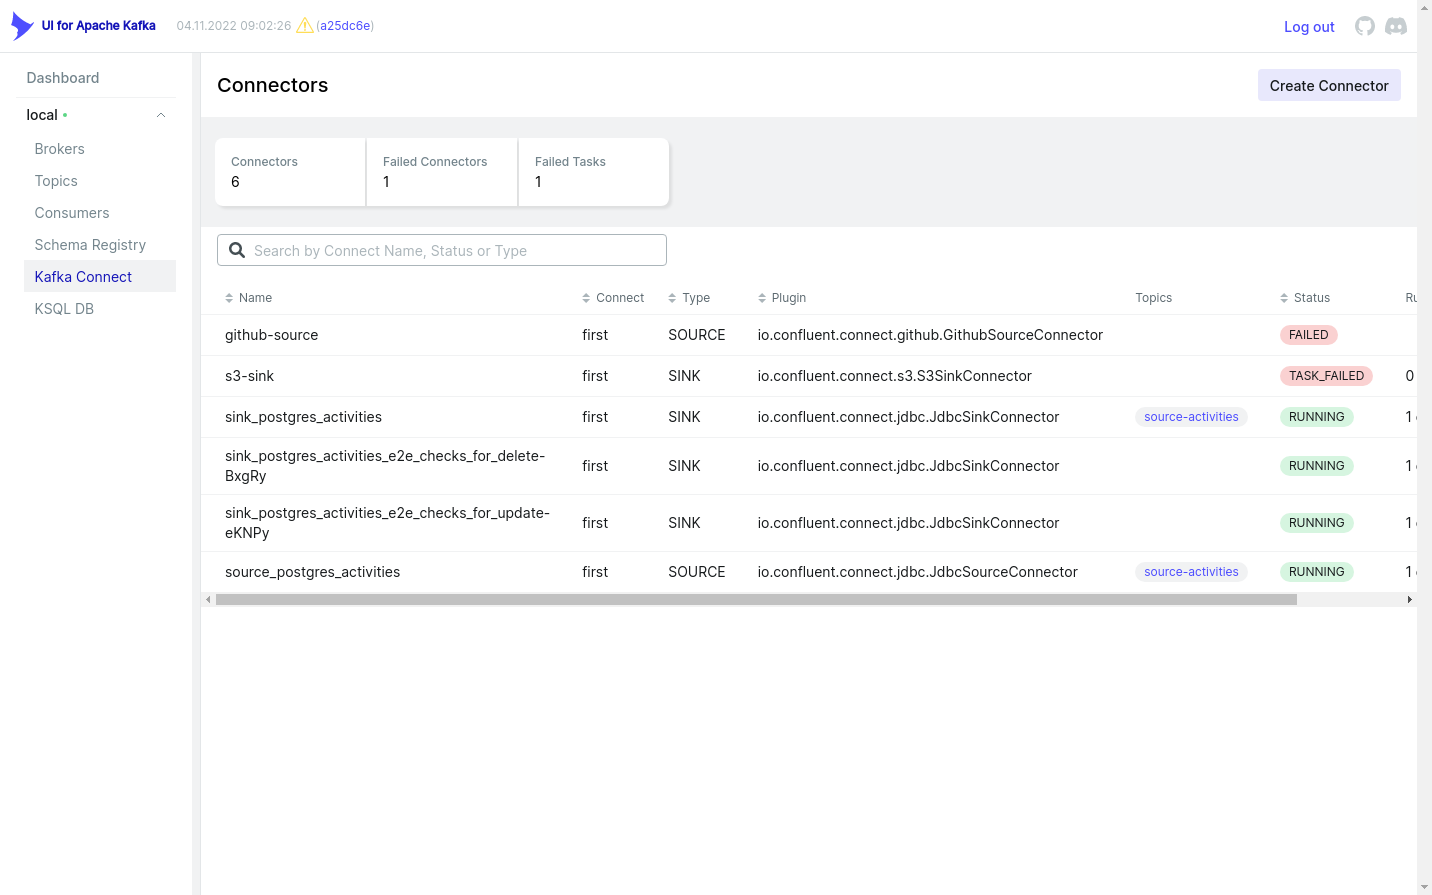 UI for Apache Kafka 04.11.2022 09:02:26 (a25dc6e) Log out
Dashboard
local
Brokers
Topics
Consumers
Schema Registry
Kafka Connect
KSQL DB
Connectors Create Connector
Connectors Failed Connectors Failed Tasks
6 1 1
Search by Connect Name, Status or Type
Name Connect Type Plugin Topics Status
github-source first SOURCE io.confluent.connect.github.GithubSourceConnector FAILED
s3-sink first SINK io.confluent.connect.s3.S3SinkConnector TASK_FAILED 0
sink_postgres_activities first SINK io.confluent.connect.jdbc.JdbcSinkConnector source-activities RUNNING 1
sink_postgres_activities_e2e_checks_for_delete-
BxgRy first SINK io.confluent.connect.jdbc.JdbcSinkConnector RUNNING 1
sink_postgres_activities_e2e_checks_for_update-
eKNPy first SINK io.confluent.connect.jdbc.JdbcSinkConnector RUNNING 1
source_postgres_activities first SOURCE io.confluent.connect.jdbc.JdbcSourceConnector source-activities RUNNING 1